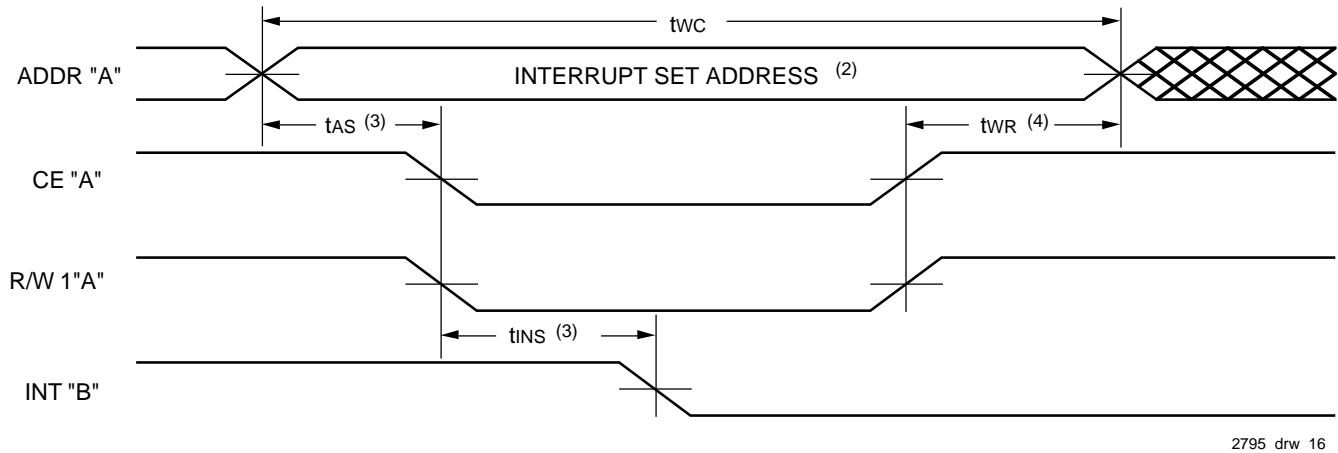 tWC
ADDR "A"
INTERRUPT SET ADDRESS (2)
tAS (3)
tWR (4)
CE "A"
R/W 1"A"
tINS (3)
INT "B"
2795 drw 16